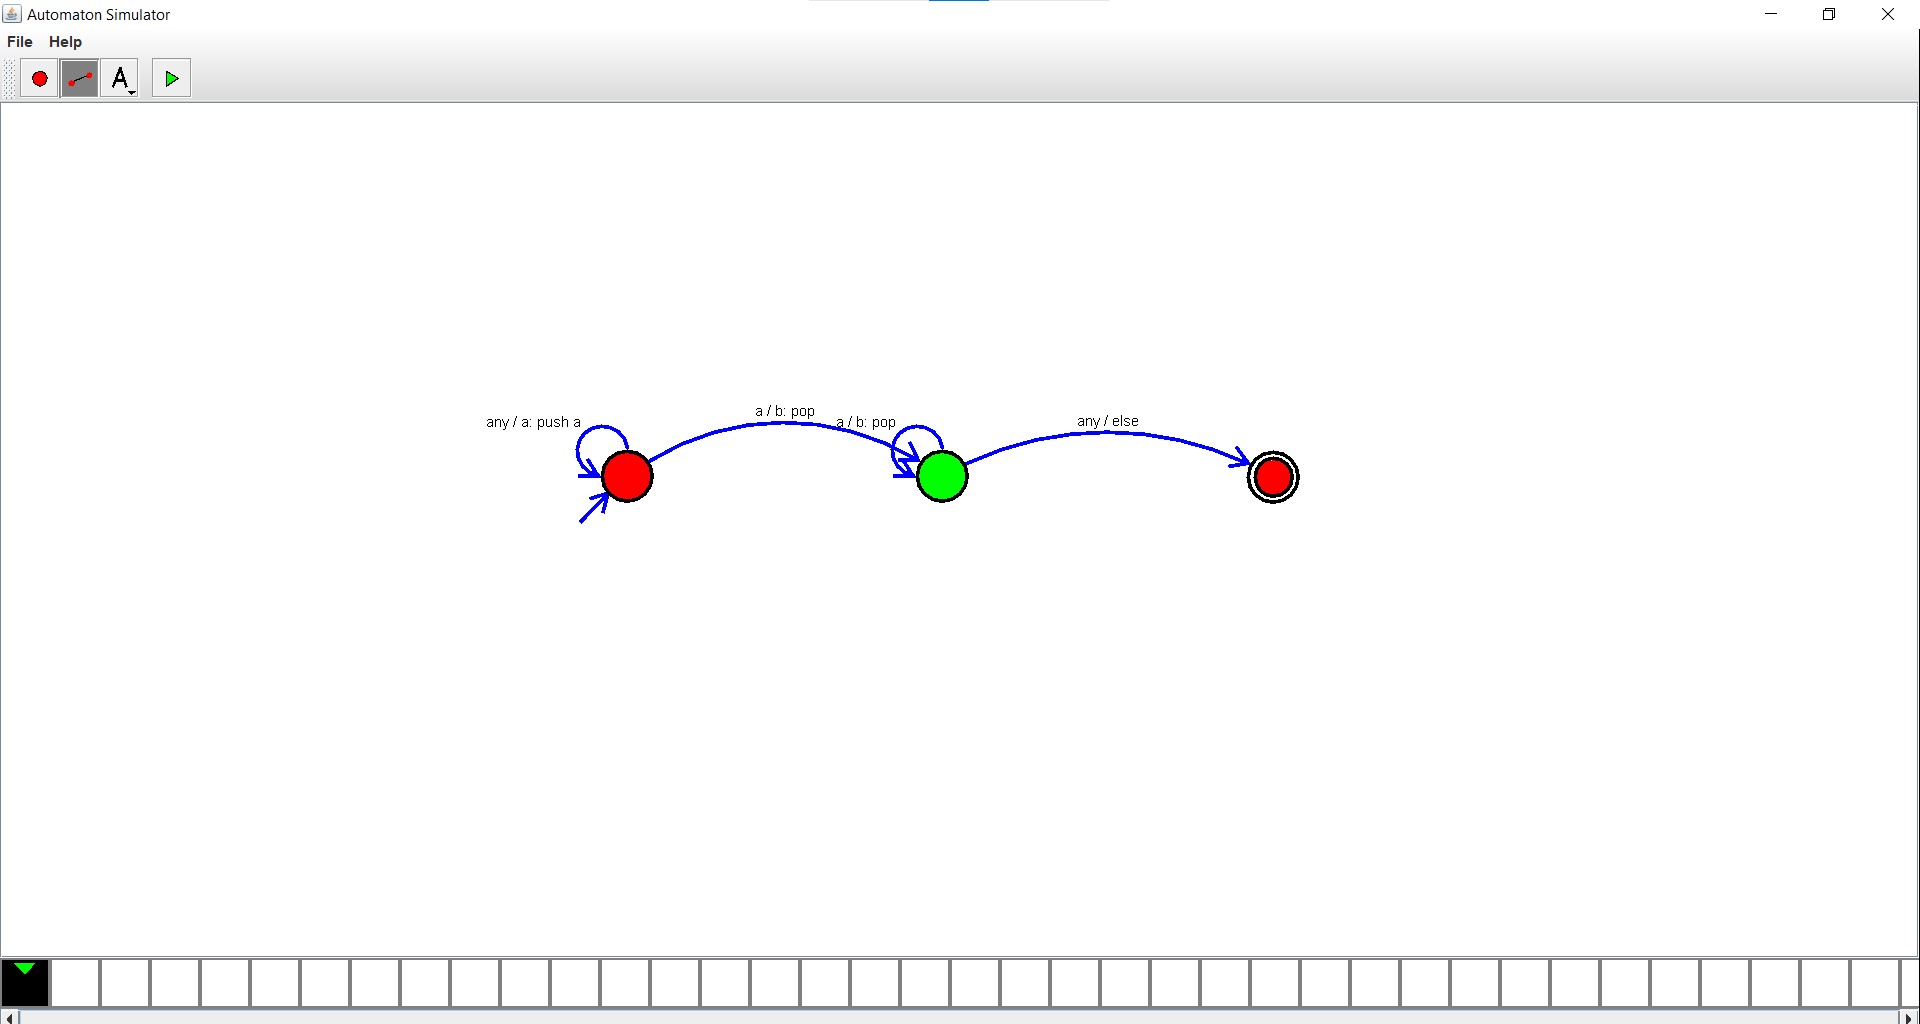 Automaton Simulator
File Help
A
any / a: push a
a / b: pop
a / b: pop
any / else